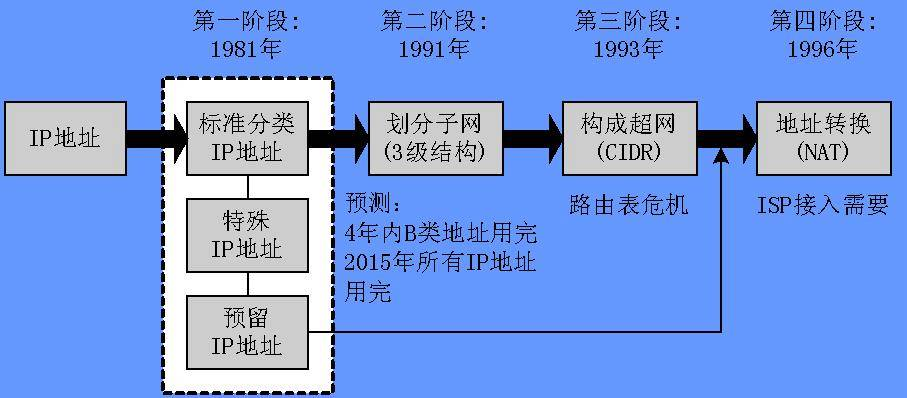 第一阶段:
1981年
第二阶段:
1991年
第三阶段:
1993年
第四阶段:
1996年
IP地址
标准分类
IP地址
划分子网
(3级结构)
构成超网
(CIDR)
地址转换
(NAT)
特殊
IP地址
预留
IP地址
预测:
4年内B类地址用完
2015年所有IP地址
用完
路由表危机
ISP接入需要